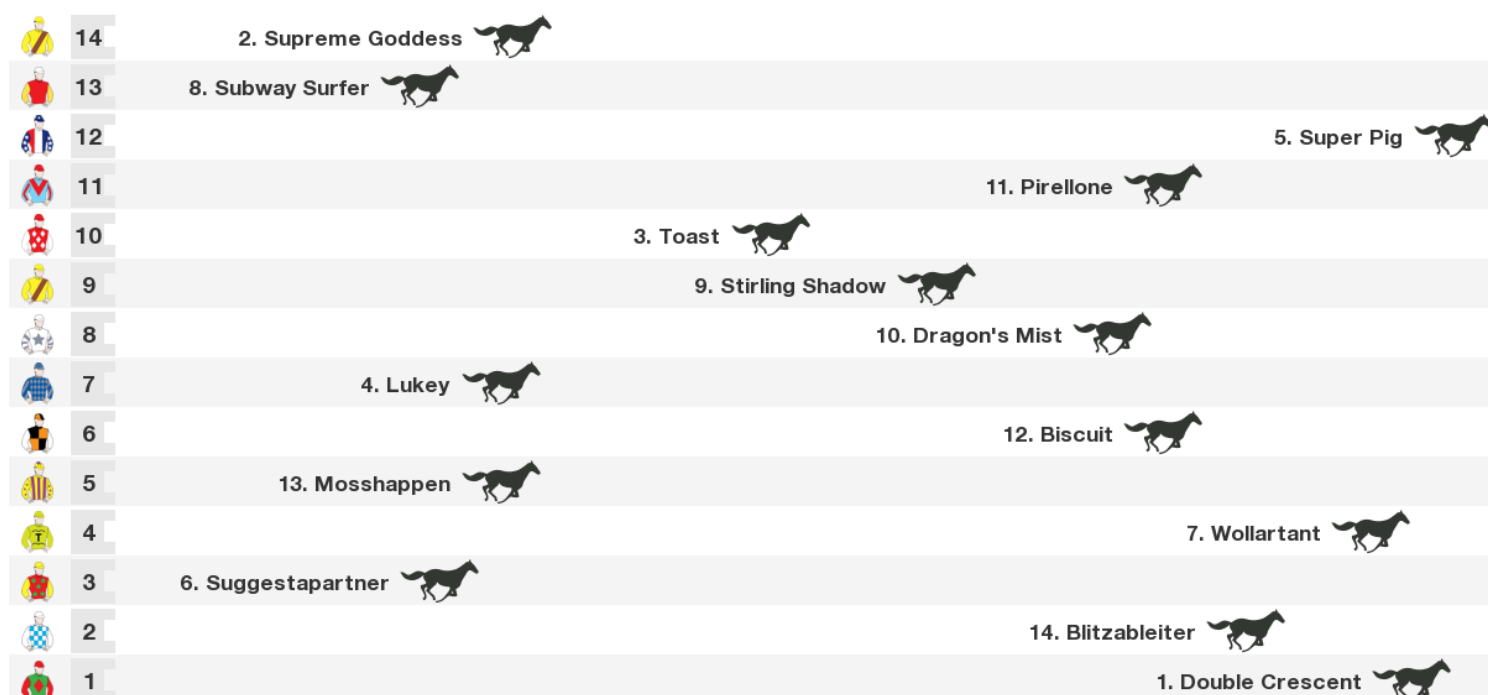 14 2. Supreme Goddess
13 8. Subway Surfer
12 5. Super Pig
11 11. Pirellone
10 3. Toast
9 9. Stirling Shadow
8 10. Dragon's Mist
7 4. Lukey
6 12. Biscuit
5 13. Mosshappen
4 7. Wollartant
T
3 6. Suggestapartner
2 14. Blitzableiter
1 1. Double Crescent